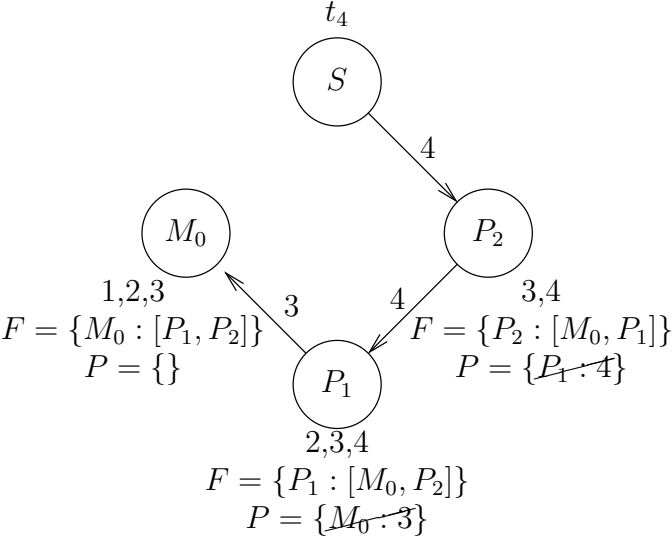 t₄
S
4
M₀
P₂
1,2,3
3
4
3,4
F = {M₀ : [P₁, P₂]}
F = {P₂ : [M₀, P₁]}
P = {}
P₁
P = {P₁ : 4}
2,3,4
F = {P₁ : [M₀, P₂]}
P = {M₀ : 3}